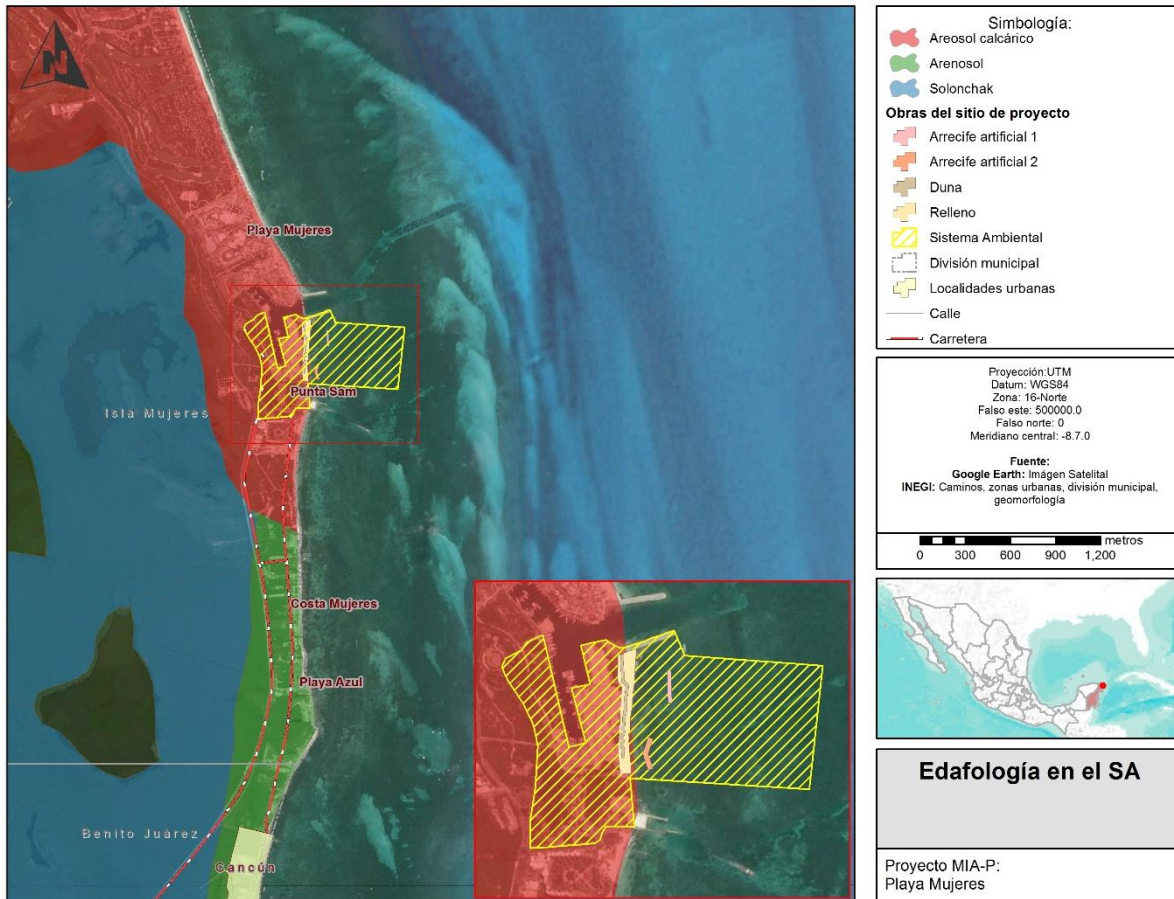 N
Playa Mujeres
Punta Sam
Isla Mujeres
Costa Mujeres
Playa Azul
Benito Juárez
Cancún
Simbología:
Areosol calcárico
Arenosol
Solonchak
Obras del sitio de proyecto
Arrecife artificial 1
Arrecife artificial 2
Duna
Relleno
Sistema Ambiental
División municipal
Localidades urbanas
Calle
Carretera
Proyección:UTM
Datum: WGS84
Zona: 16-Norte
Falso este: 500000.0
Falso norte: 0
Meridiano central: -8.7.0
Fuente:
Google Earth: Imágen Satelital
INEGI: Caminos, zonas urbanas, división municipal,
geomorfología
metros
0 300 600 900 1,200
Edafología en el SA
Proyecto MIA-P:
Playa Mujeres